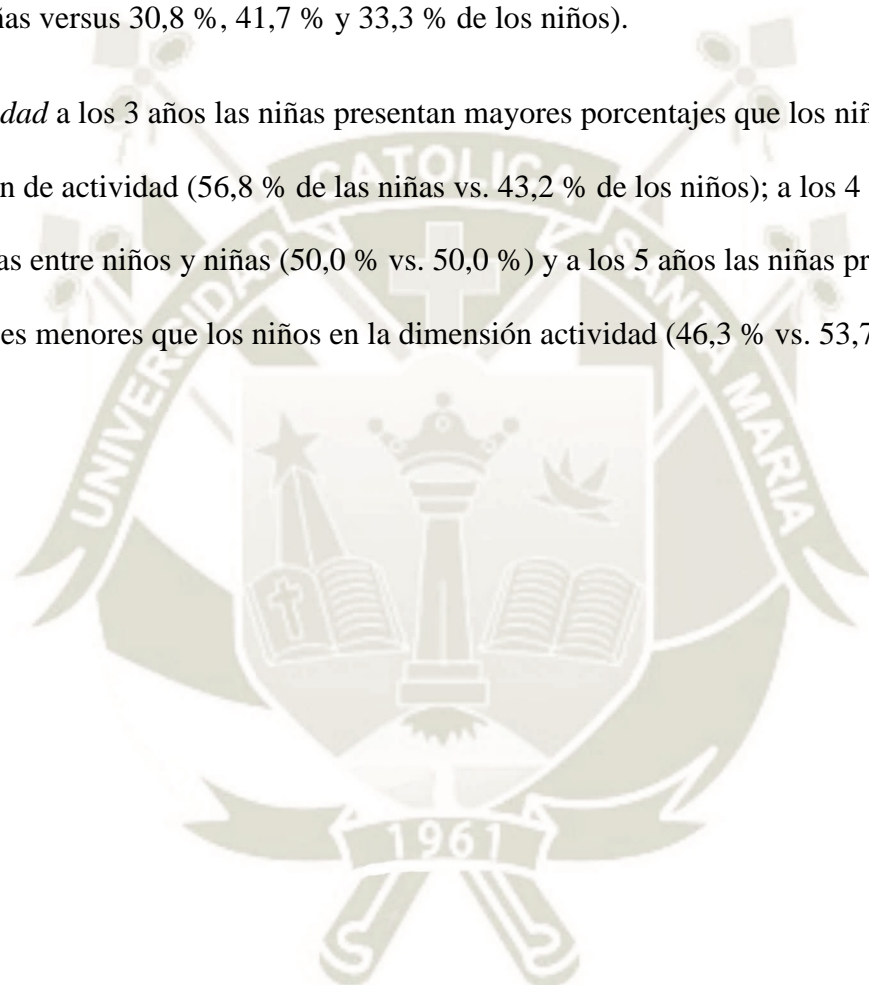 ñas versus 30,8 %, 41,7 % y 33,3 % de los niños).
dad a los 3 años las niñas presentan mayores porcentajes que los niñ
n de actividad (56,8 % de las niñas vs. 43,2 % de los niños); a los 4
as entre niños y niñas (50,0 % vs. 50,0 %) y a los 5 años las niñas pr
es menores que los niños en la dimensión actividad (46,3 % vs. 53,7
UNIVERSIDAD CATOLICA SANTA MARIA
1961